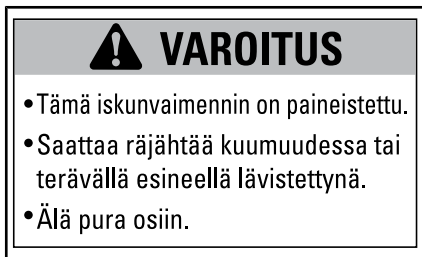 VAROITUS
•Tämä iskunvaimennin on paineistettu.
•Saattaa räjähtää kuumuudessa tai
terävällä esineellä lävistettynä.
•Älä pura osiin.